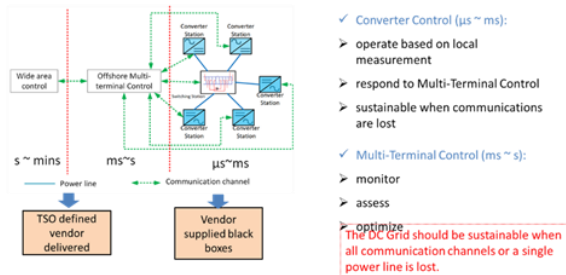 Converter
Station
Converter
Station
Wide area
control
Offshore Multi-
terminal Control
Switching Station
Converter
Station
Converter
Station
Converter
Station
s ~ mins
ms~s
μs~ms
Power line
Communication channel
TSO defined
vendor
delivered
Vendor
supplied black
boxes
✓ Converter Control (μs ~ ms):
➢ operate based on local
measurement
➢ respond to Multi-Terminal Control
➢ sustainable when communications
are lost
✓ Multi-Terminal Control (ms ~ s):
➢ monitor
➢ assess
➢ optimize
The DC Grid should be sustainable when
all communication channels or a single
power line is lost.